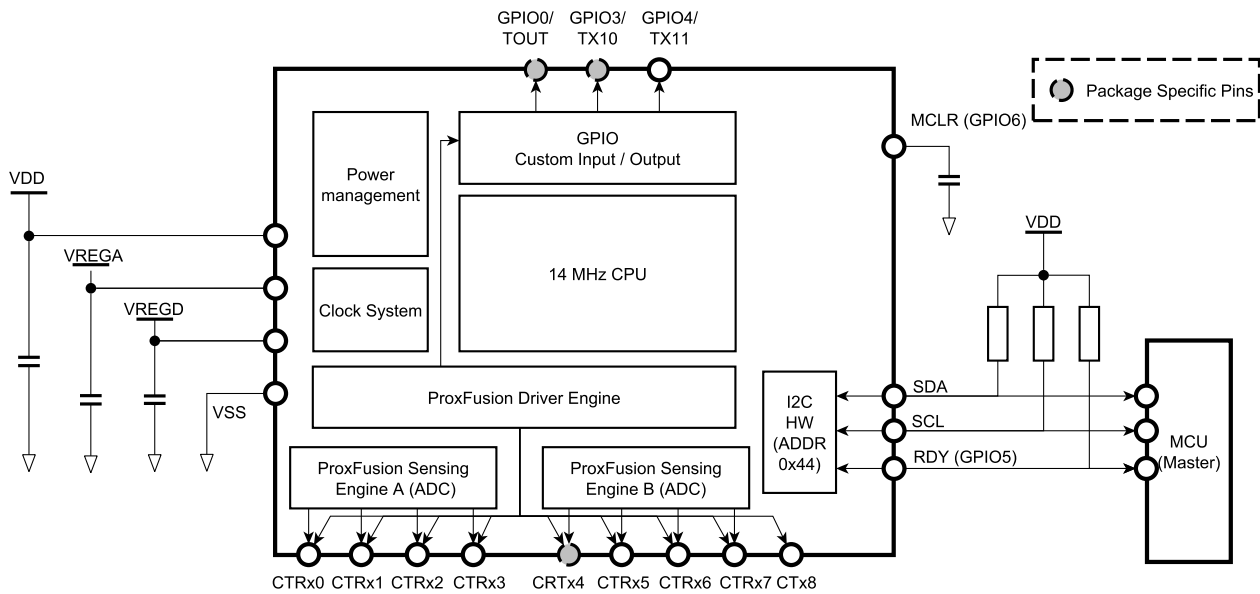 GPIO0/
TOUT
GPIO3/
TX10
GPIO4/
TX11
Package Specific Pins
MCLR (GPIO6)
GPIO
Custom Input / Output
Power
management
VDD
VREGA
VREGD
VSS
14 MHz CPU
Clock System
VDD
ProxFusion Driver Engine
I2C
HW
(ADDR
0x44)
SDA
SCL
RDY (GPIO5)
MCU
(Master)
ProxFusion Sensing
Engine A (ADC)
ProxFusion Sensing
Engine B (ADC)
CTRx0
CTRx1
CTRx2
CTRx3
CRTx4
CTRx5
CTRx6
CTRx7
CTx8